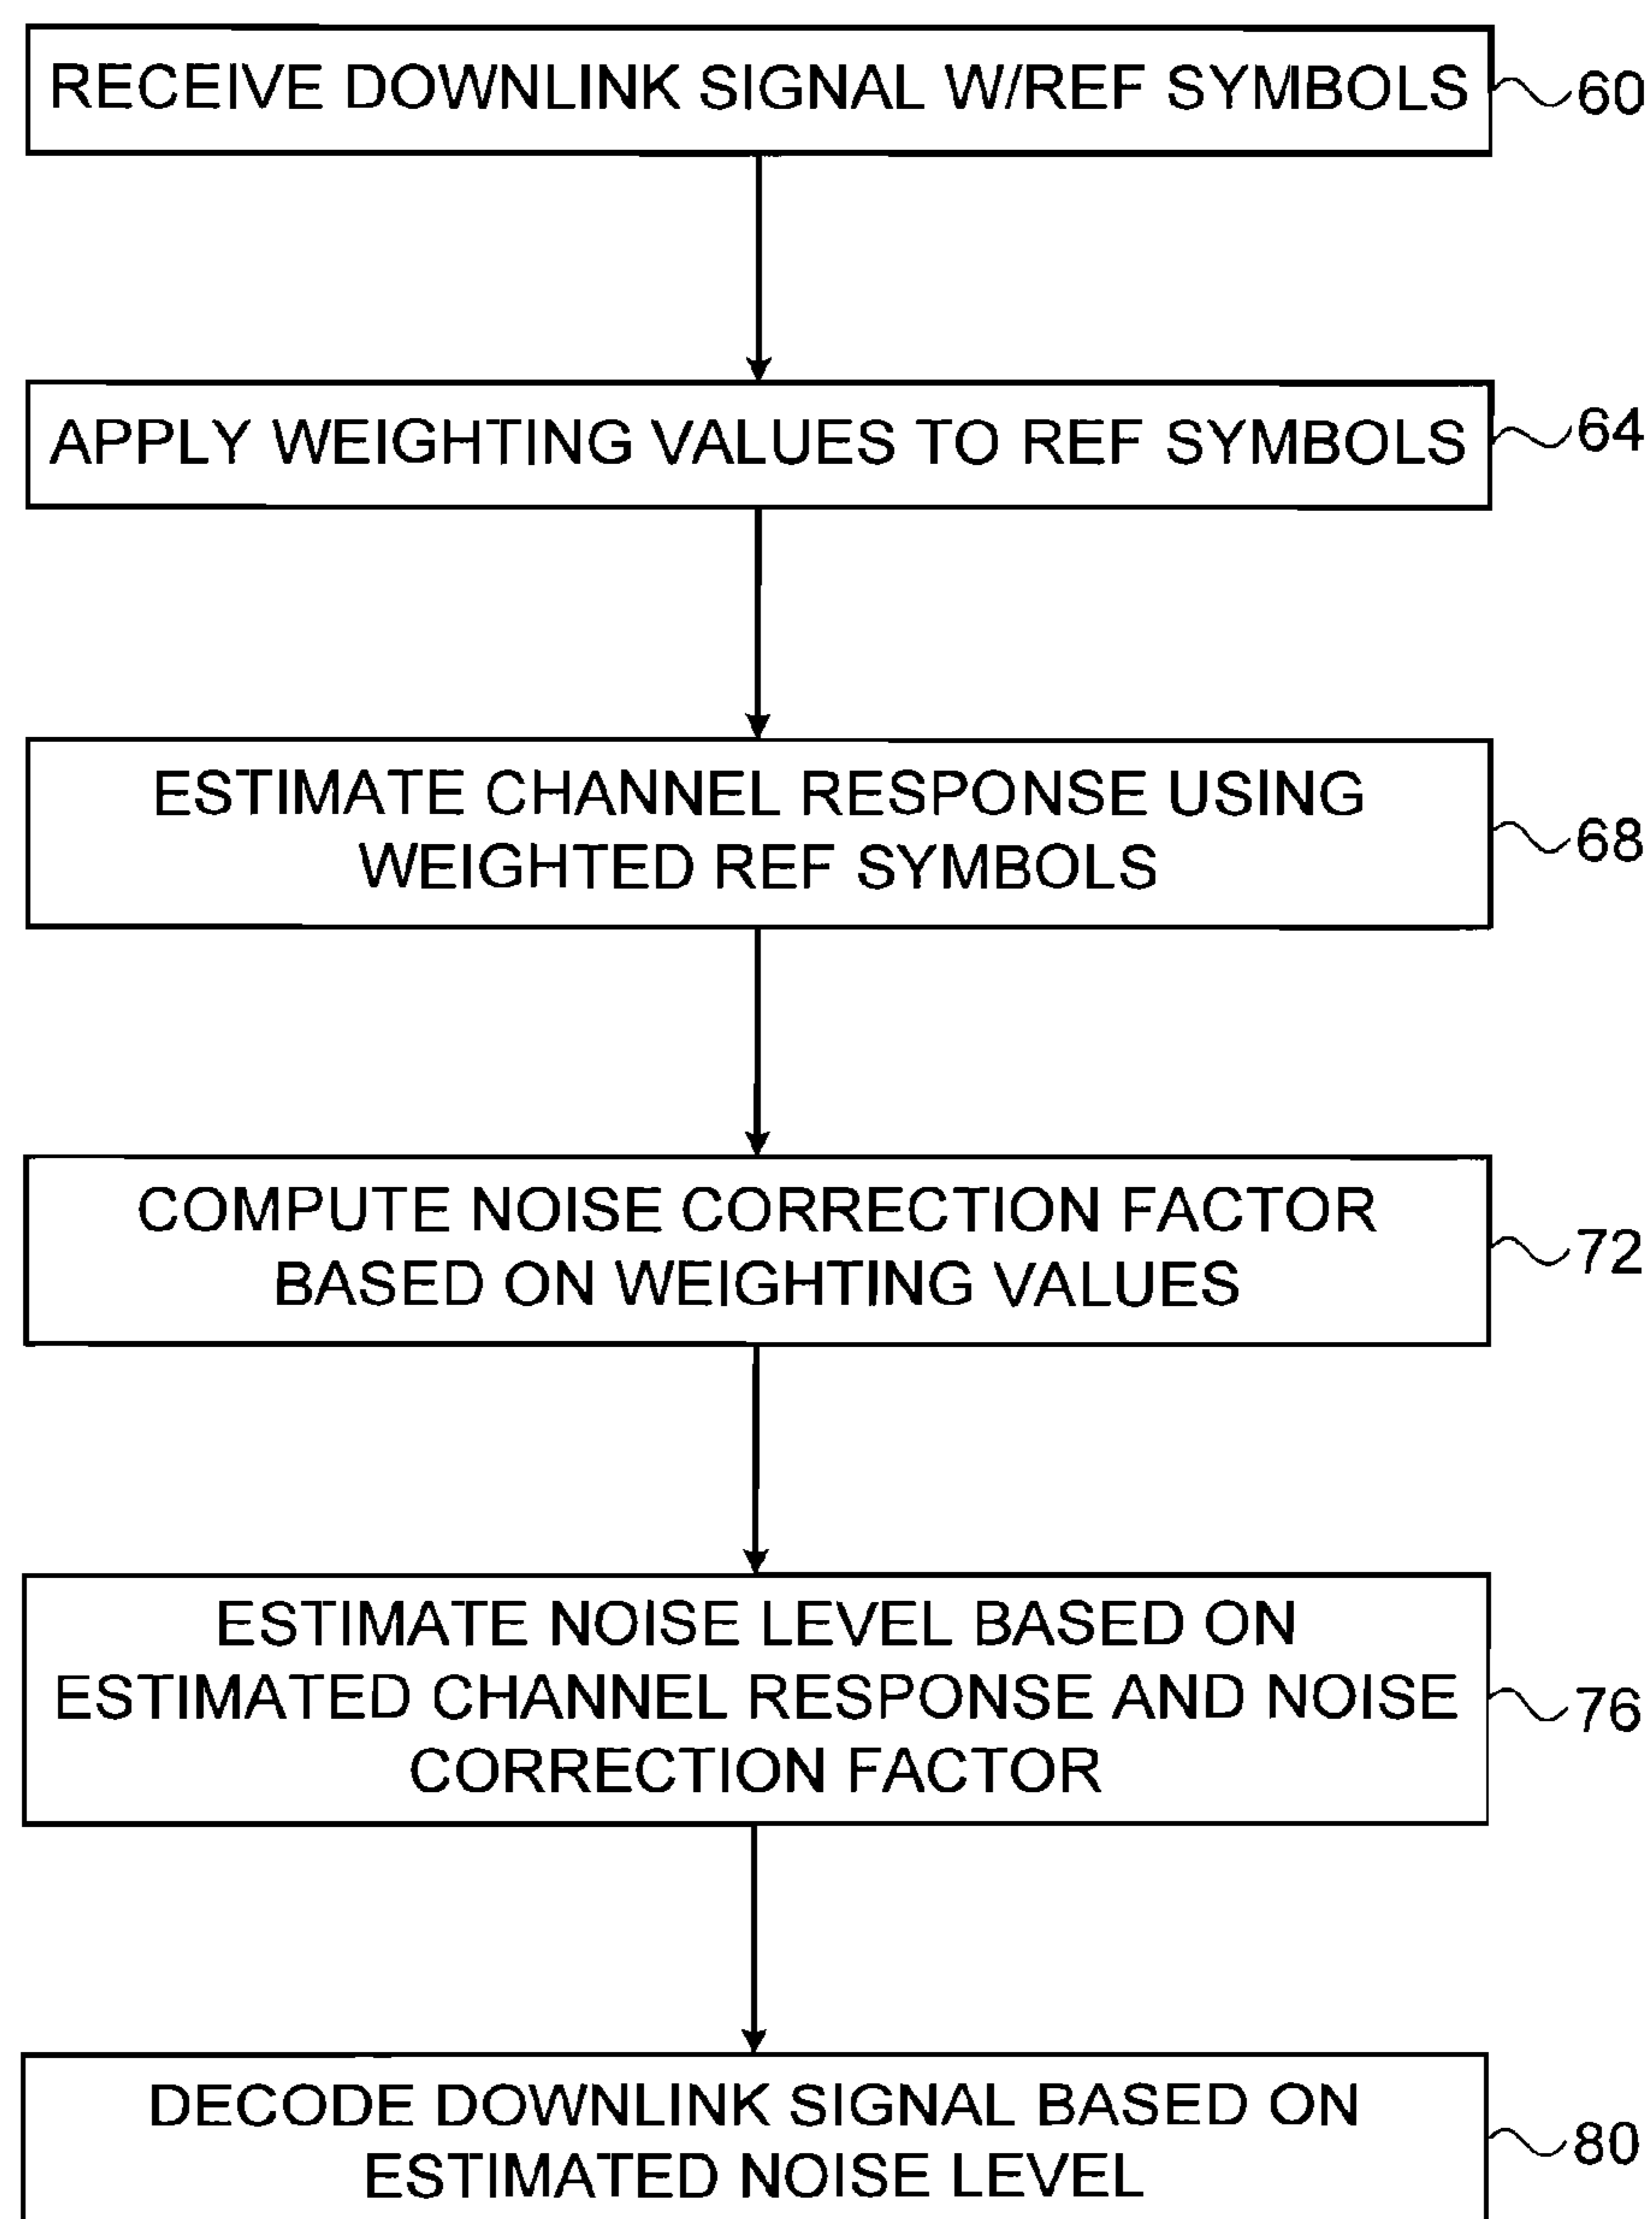 RECEIVE DOWNLINK SIGNAL W/REF SYMBOLS
60
APPLY WEIGHTING VALUES TO REF SYMBOLS
64
ESTIMATE CHANNEL RESPONSE USING
WEIGHTED REF SYMBOLS
68
COMPUTE NOISE CORRECTION FACTOR
BASED ON WEIGHTING VALUES
72
ESTIMATE NOISE LEVEL BASED ON
ESTIMATED CHANNEL RESPONSE AND NOISE
CORRECTION FACTOR
76
DECODE DOWNLINK SIGNAL BASED ON
ESTIMATED NOISE LEVEL
80